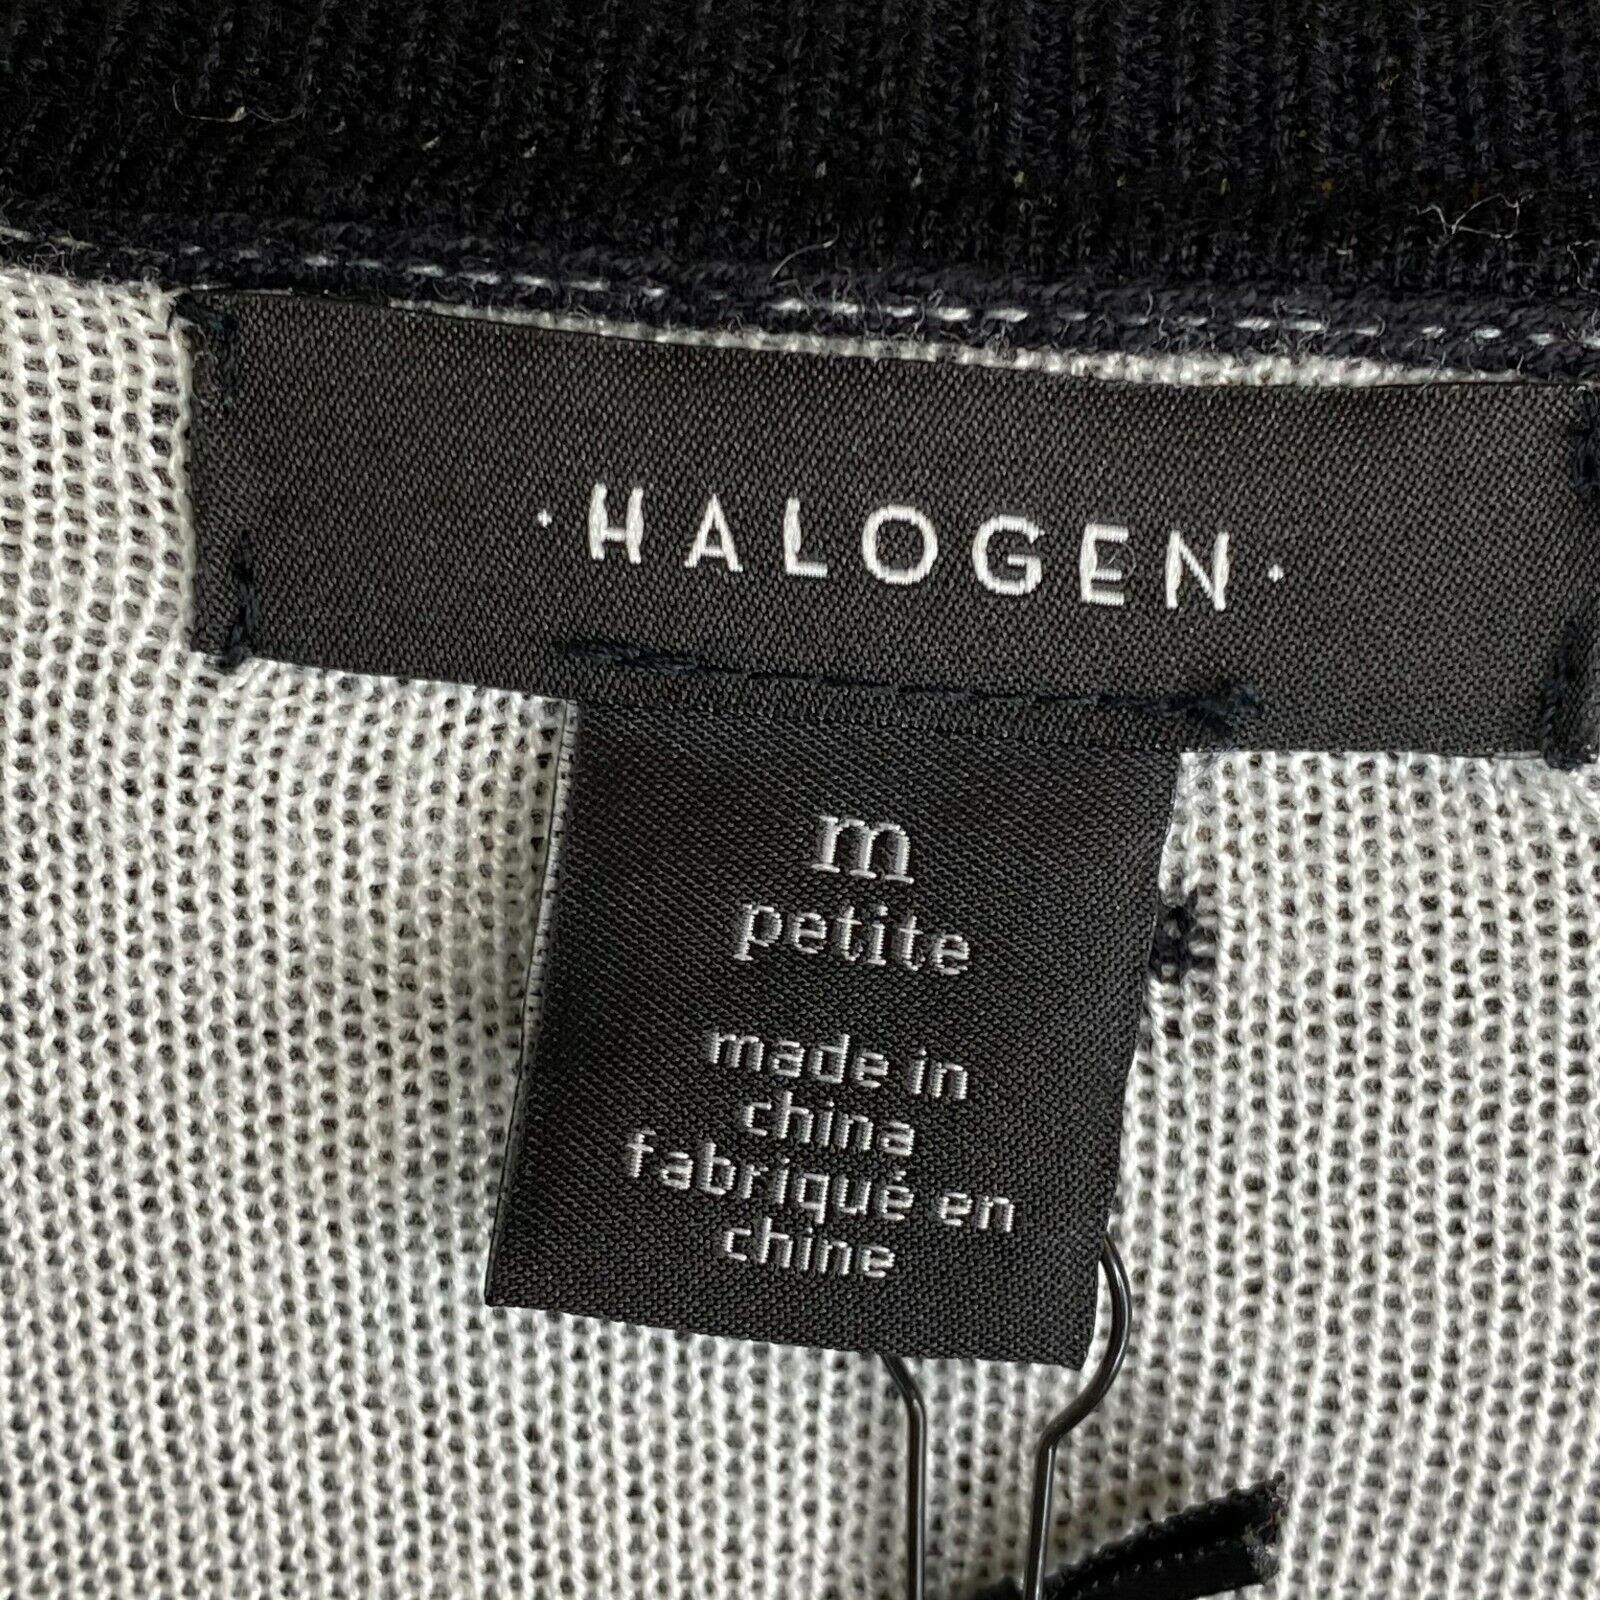 ·HALOGEN·
m
petite
made in
china
fabriqué en
chine